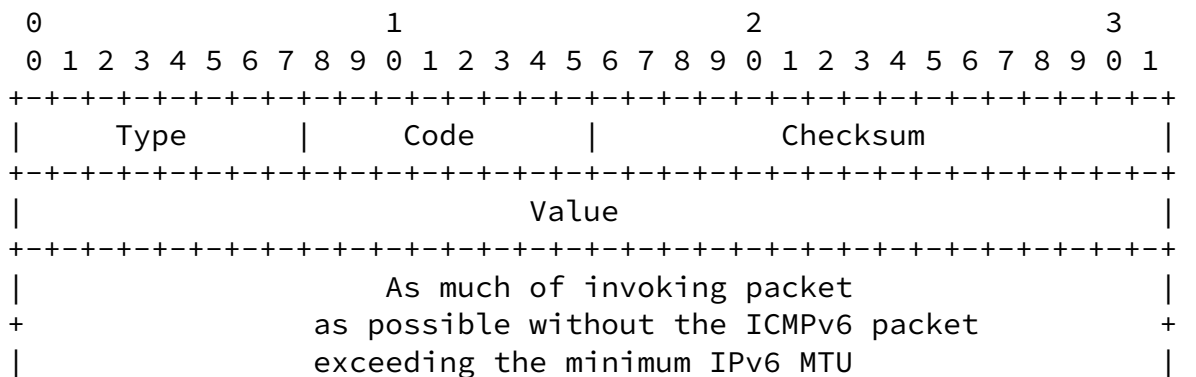 0                   1                   2                   3
 0 1 2 3 4 5 6 7 8 9 0 1 2 3 4 5 6 7 8 9 0 1 2 3 4 5 6 7 8 9 0 1
+-+-+-+-+-+-+-+-+-+-+-+-+-+-+-+-+-+-+-+-+-+-+-+-+-+-+-+-+-+-+-+-+
|     Type      |     Code      |          Checksum             |
+-+-+-+-+-+-+-+-+-+-+-+-+-+-+-+-+-+-+-+-+-+-+-+-+-+-+-+-+-+-+-+-+
|                             Value                             |
+-+-+-+-+-+-+-+-+-+-+-+-+-+-+-+-+-+-+-+-+-+-+-+-+-+-+-+-+-+-+-+-+
|                    As much of invoking packet                 |
+                as possible without the ICMPv6 packet          +
|                exceeding the minimum IPv6 MTU                 |